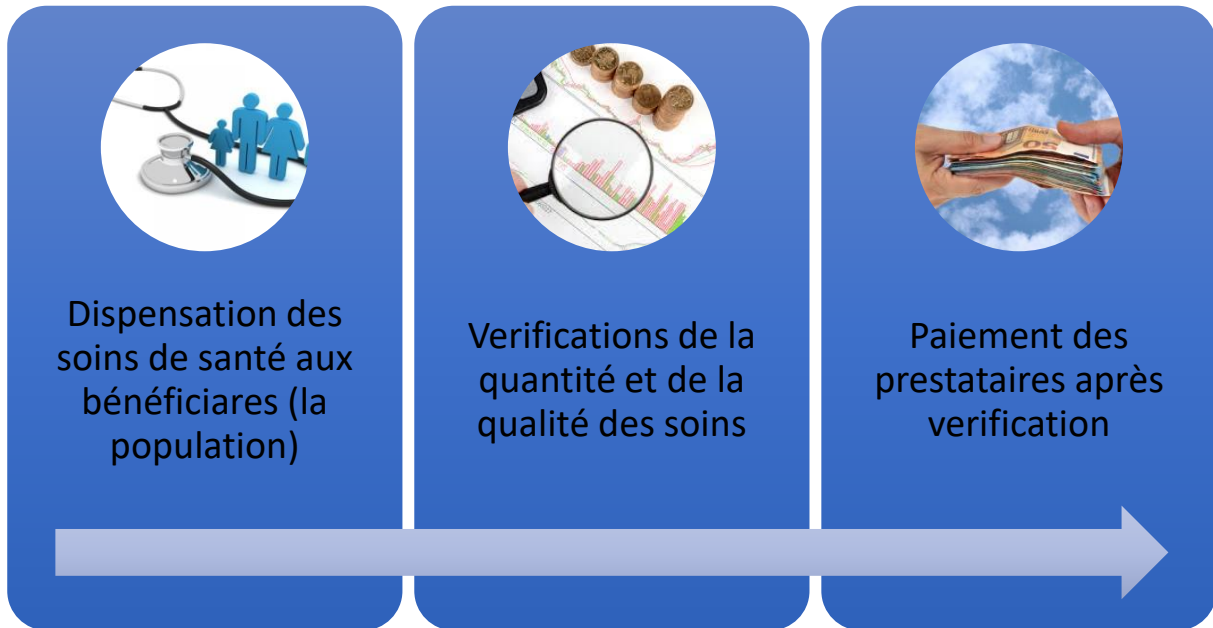 Dispensation des
soins de santé aux
bénéficiares (la
population)
Verifications de la
quantité et de la
qualité des soins
Paiement des
prestataires après
verification